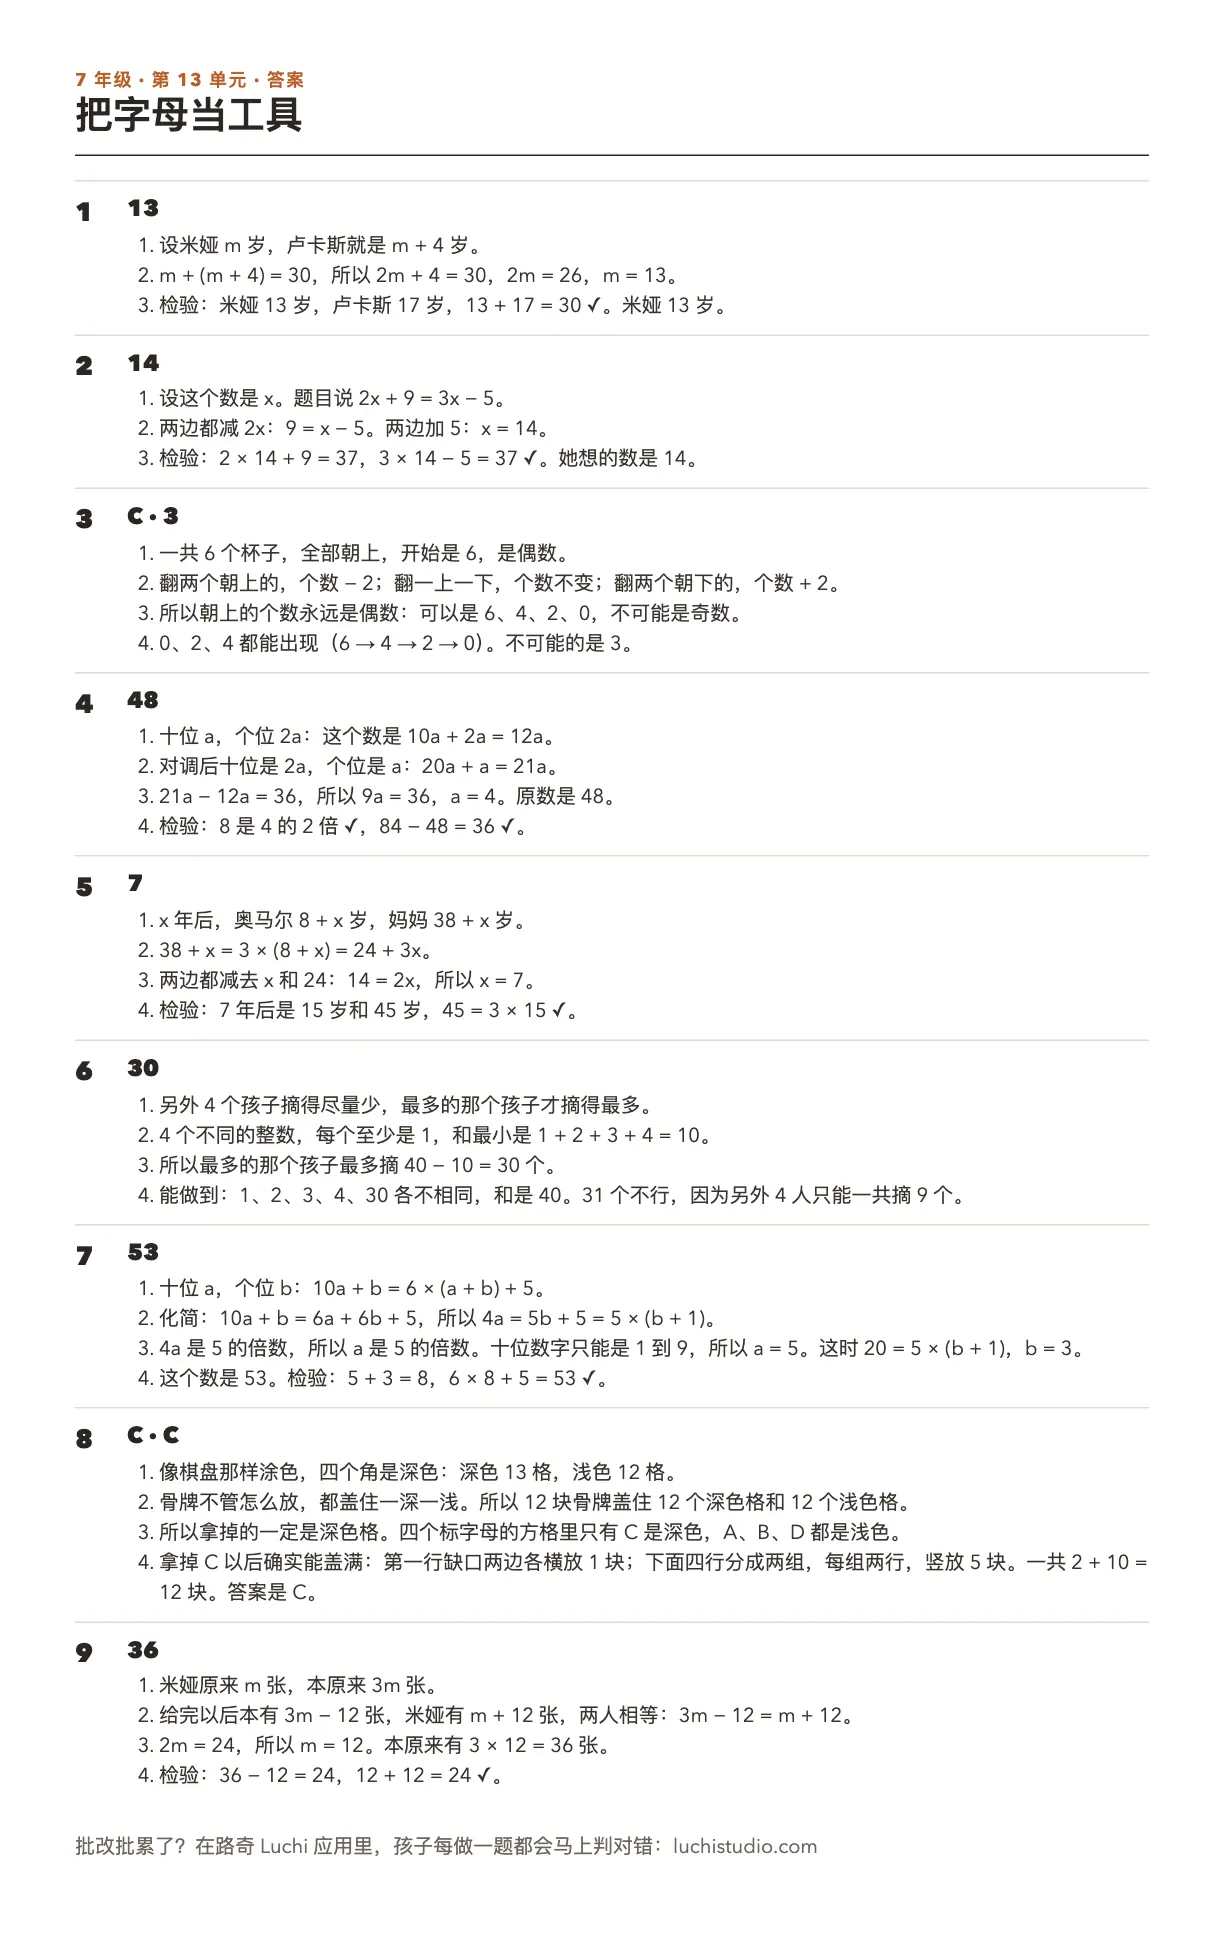 7 年级 · 第 13 单元 · 答案
把字母当工具
1 13
1. 设米娅 m 岁，卢卡斯就是 m + 4 岁。
2. m + (m + 4) = 30，所以 2m + 4 = 30，2m = 26，m = 13。
3. 检验：米娅 13 岁，卢卡斯 17 岁，13 + 17 = 30 ✓。米娅 13 岁。
2 14
1. 设这个数是 x。题目说 2x + 9 = 3x − 5。
2. 两边都减 2x：9 = x − 5。两边加 5：x = 14。
3. 检验：2 × 14 + 9 = 37，3 × 14 − 5 = 37 ✓。她想的数是 14。
3 C · 3
1. 一共 6 个杯子，全部朝上，开始是 6，是偶数。
2. 翻两个朝上的，个数 − 2；翻一上一下，个数不变；翻两个朝下的，个数 + 2。
3. 所以朝上的个数永远是偶数：可以是 6、4、2、0，不可能是奇数。
4. 0、2、4 都能出现（6 → 4 → 2 → 0）。不可能的是 3。
4 48
1. 十位 a，个位 2a：这个数是 10a + 2a = 12a。
2. 对调后十位是 2a，个位是 a：20a + a = 21a。
3. 21a − 12a = 36，所以 9a = 36，a = 4。原数是 48。
4. 检验：8 是 4 的 2 倍 ✓，84 − 48 = 36 ✓。
5 7
1. x 年后，奥马尔 8 + x 岁，妈妈 38 + x 岁。
2. 38 + x = 3 × (8 + x) = 24 + 3x。
3. 两边都减去 x 和 24：14 = 2x，所以 x = 7。
4. 检验：7 年后是 15 岁和 45 岁，45 = 3 × 15 ✓。
6 30
1. 另外 4 个孩子摘得尽量少，最多的那个孩子才摘得最多。
2. 4 个不同的整数，每个至少是 1，和最小是 1 + 2 + 3 + 4 = 10。
3. 所以最多的那个孩子最多摘 40 − 10 = 30 个。
4. 能做到：1、2、3、4、30 各不相同，和是 40。31 个不行，因为另外 4 人只能一共摘 9 个。
7 53
1. 十位 a，个位 b：10a + b = 6 × (a + b) + 5。
2. 化简：10a + b = 6a + 6b + 5，所以 4a = 5b + 5 = 5 × (b + 1)。
3. 4a 是 5 的倍数，所以 a 是 5 的倍数。十位数字只能是 1 到 9，所以 a = 5。这时 20 = 5 × (b + 1)，b = 3。
4. 这个数是 53。检验：5 + 3 = 8，6 × 8 + 5 = 53 ✓。
8 C · C
1. 像棋盘那样涂色，四个角是深色：深色 13 格，浅色 12 格。
2. 骨牌不管怎么放，都盖住一深一浅。所以 12 块骨牌盖住 12 个深色格和 12 个浅色格。
3. 所以拿掉的一定是深色格。四个标字母的方格里只有 C 是深色，A、B、D 都是浅色。
4. 拿掉 C 以后确实能盖满：第一行缺口两边各横放 1 块；下面四行分成两组，每组两行，竖放 5 块。一共 2 + 10 =
12 块。答案是 C。
9 36
1. 米娅原来 m 张，本原来 3m 张。
2. 给完以后本有 3m − 12 张，米娅有 m + 12 张，两人相等：3m − 12 = m + 12。
3. 2m = 24，所以 m = 12。本原来有 3 × 12 = 36 张。
4. 检验：36 − 12 = 24，12 + 12 = 24 ✓。
批改批累了？在路奇 Luchi 应用里，孩子每做一题都会马上判对错：luchistudio.com